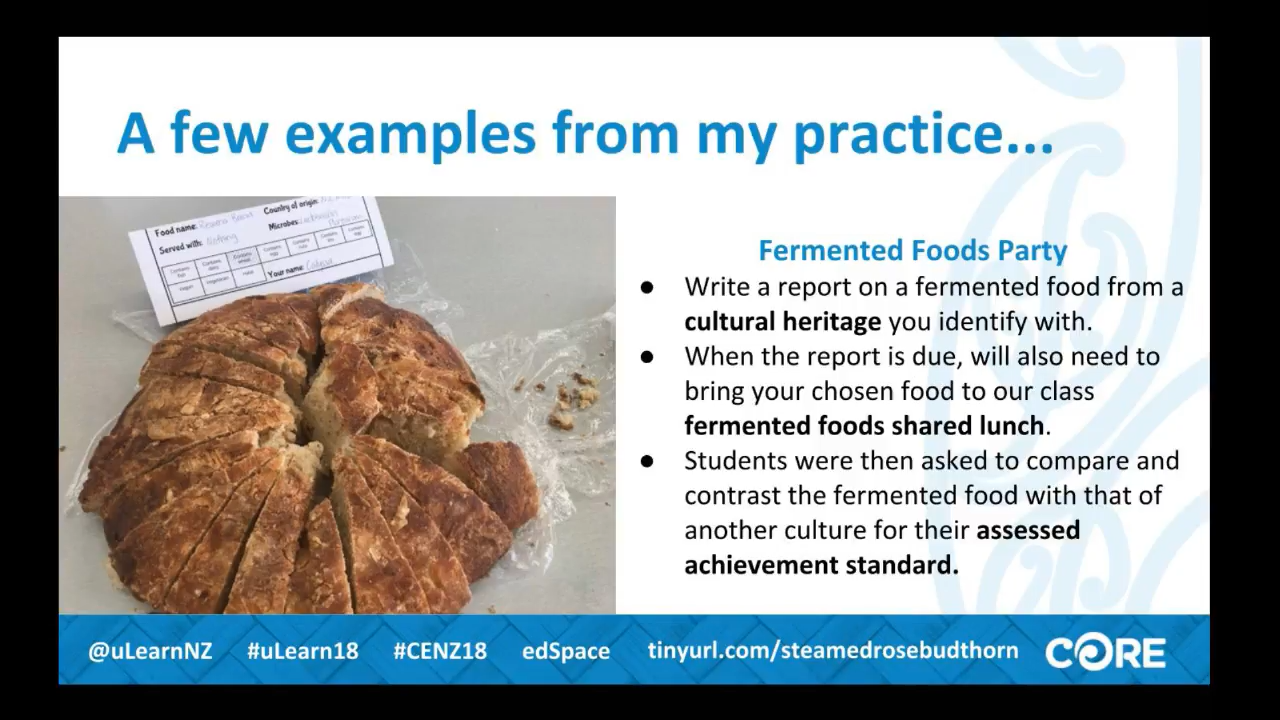 A few examples from my practice...
Food name: Rewena Bread
Country of origin:
Served with: Nothing
Microbes:
Your name:
Fermented Foods Party
● Write a report on a fermented food from a
cultural heritage you identify with.
● When the report is due, will also need to
bring your chosen food to our class
fermented foods shared lunch.
● Students were then asked to compare and
contrast the fermented food with that of
another culture for their assessed
achievement standard.
@uLearnNZ #uLearn18 #CENZ18 edSpace tinyurl.com/steamedrosebudthorn CORE